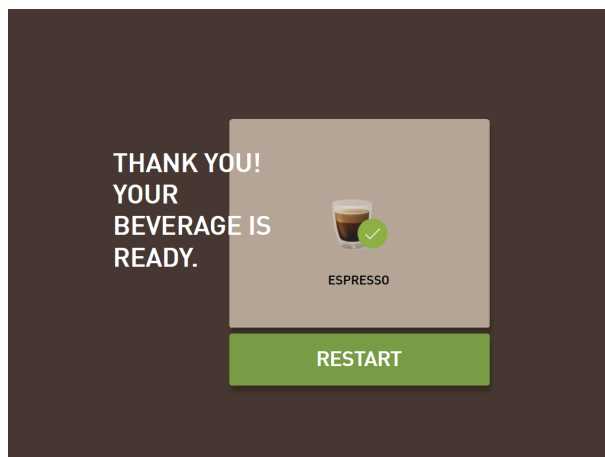 THANK YOU!
YOUR
BEVERAGE IS
READY.
ESPRESSO
RESTART